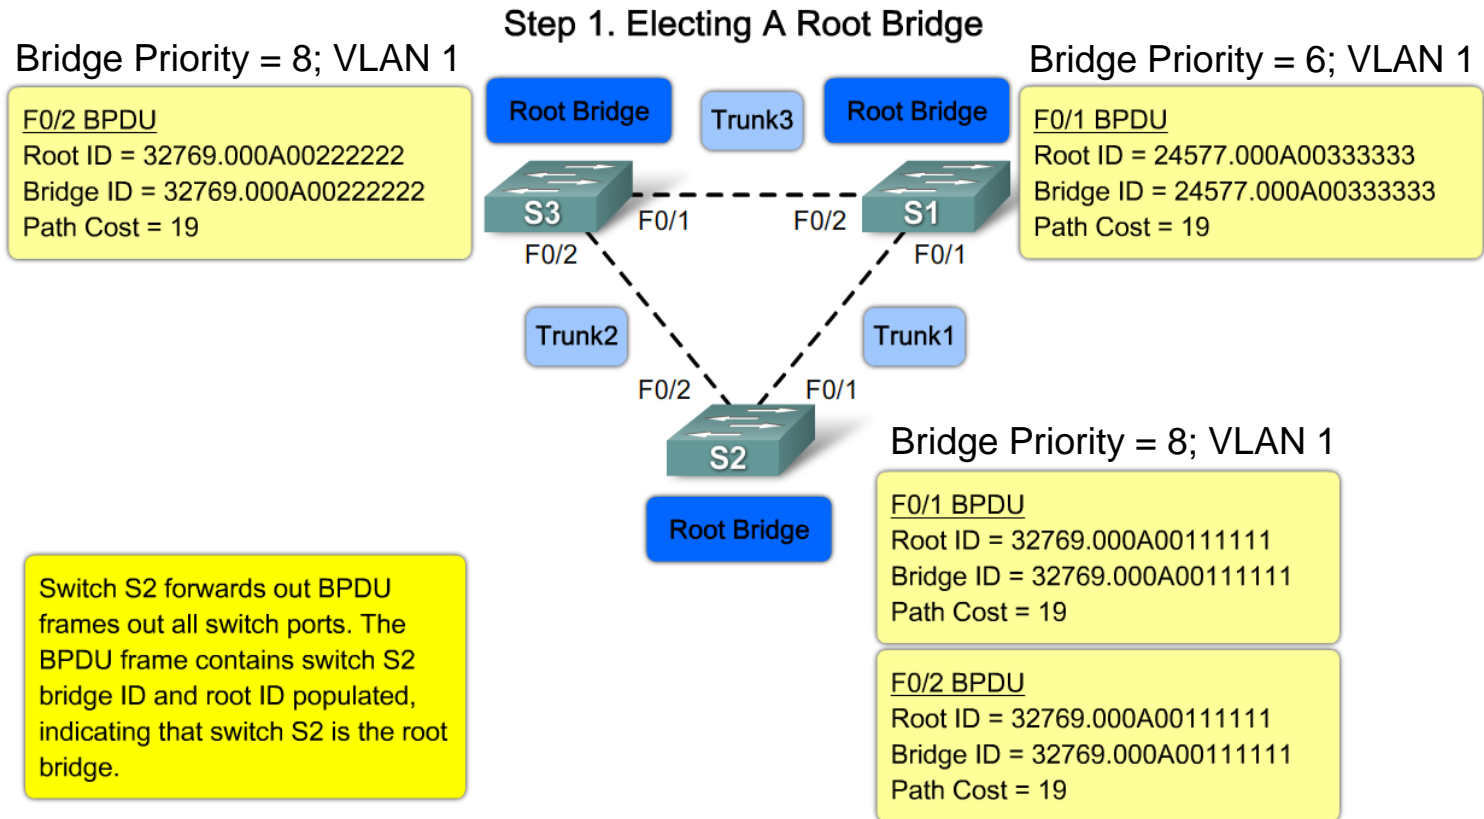 Step 1. Electing A Root Bridge
Bridge Priority = 8; VLAN 1
Bridge Priority = 6; VLAN 1
F0/2 BPDU
Root ID = 32769.000A00222222
Bridge ID = 32769.000A00222222
Path Cost = 19
Root Bridge
Trunk3
Root Bridge
F0/1 BPDU
Root ID = 24577.000A00333333
Bridge ID = 24577.000A00333333
Path Cost = 19
S3
F0/1
F0/2
S1
F0/2
F0/1
Trunk2
Trunk1
F0/2
F0/1
S2
Root Bridge
Bridge Priority = 8; VLAN 1
F0/1 BPDU
Root ID = 32769.000A00111111
Bridge ID = 32769.000A00111111
Path Cost = 19
F0/2 BPDU
Root ID = 32769.000A00111111
Bridge ID = 32769.000A00111111
Path Cost = 19
Switch S2 forwards out BPDU
frames out all switch ports. The
BPDU frame contains switch S2
bridge ID and root ID populated,
indicating that switch S2 is the root
bridge.